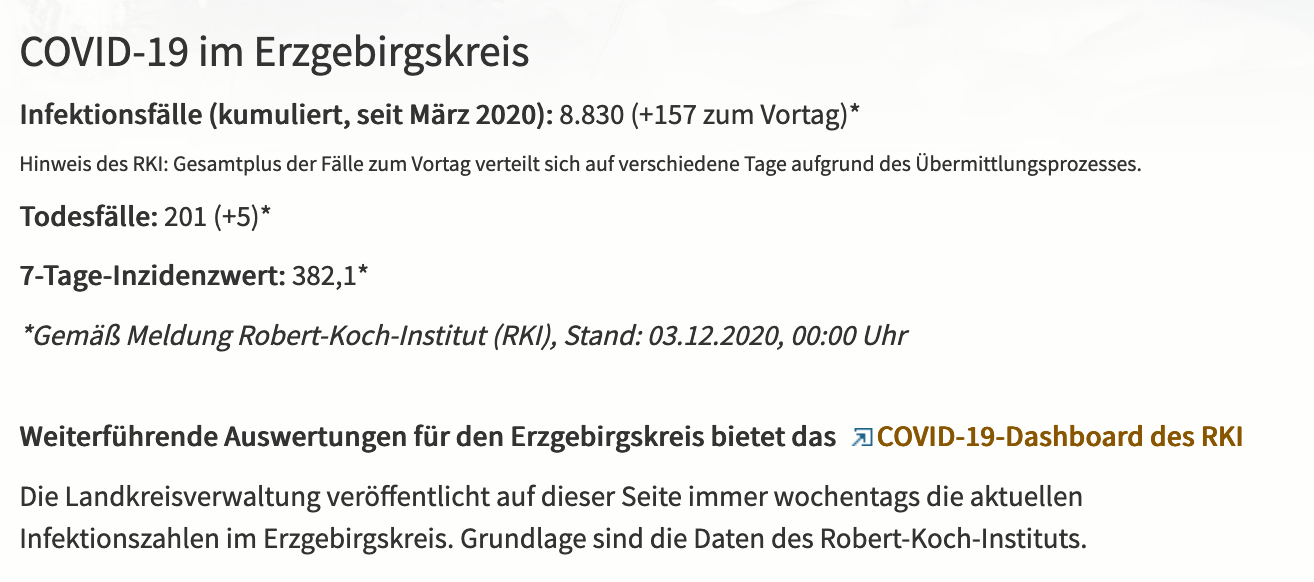 COVID-19 im Erzgebirgskreis
Infektionsfälle (kumuliert, seit März 2020): 8.830 (+157 zum Vortag)*
Hinweis des RKI: Gesamtplus der Fälle zum Vortag verteilt sich auf verschiedene Tage aufgrund des Übermittlungsprozesses.
Todesfälle: 201 (+5)*
7-Tage-Inzidenzwert: 382,1*
*Gemäß Meldung Robert-Koch-Institut (RKI), Stand: 03.12.2020, 00:00 Uhr
Weiterführende Auswertungen für den Erzgebirgskreis bietet das COVID-19-Dashboard des RKI
Die Landkreisverwaltung veröffentlicht auf dieser Seite immer wochentags die aktuellen
Infektionszahlen im Erzgebirgskreis. Grundlage sind die Daten des Robert-Koch-Instituts.